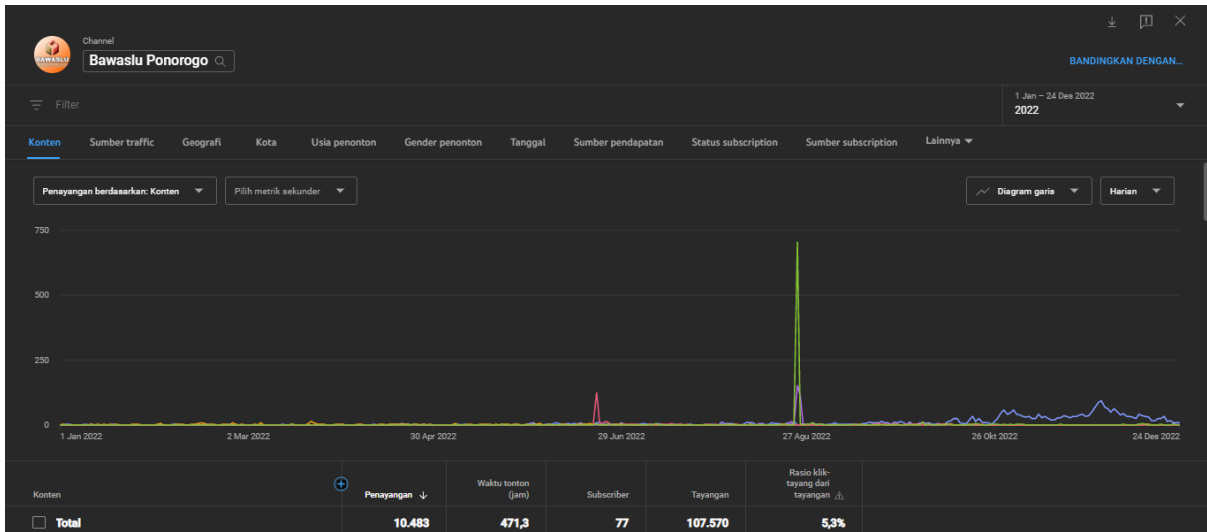 Channel
BAWASLU
Bawaslu Ponorogo
BANDINGKAN DENGAN...
Filter
1 Jan – 24 Des 2022
2022
Konten Sumber traffic Geografi Kota Usia penonton Gender penonton Tanggal Sumber pendapatan Status subscription Sumber subscription Lainnya
Penayangan berdasarkan: Konten Pilih metrik sekunder Diagram garis Harian
750
500
250
0
1 Jan 2022 2 Mar 2022 30 Apr 2022 29 Jun 2022 27 Agu 2022 26 Okt 2022 24 Des 2022
Konten Penayangan Waktu tonton (jam) Subscriber Tayangan Rasio klik-tayang dari tayangan
Total 10.483 471,3 77 107.570 5,3%